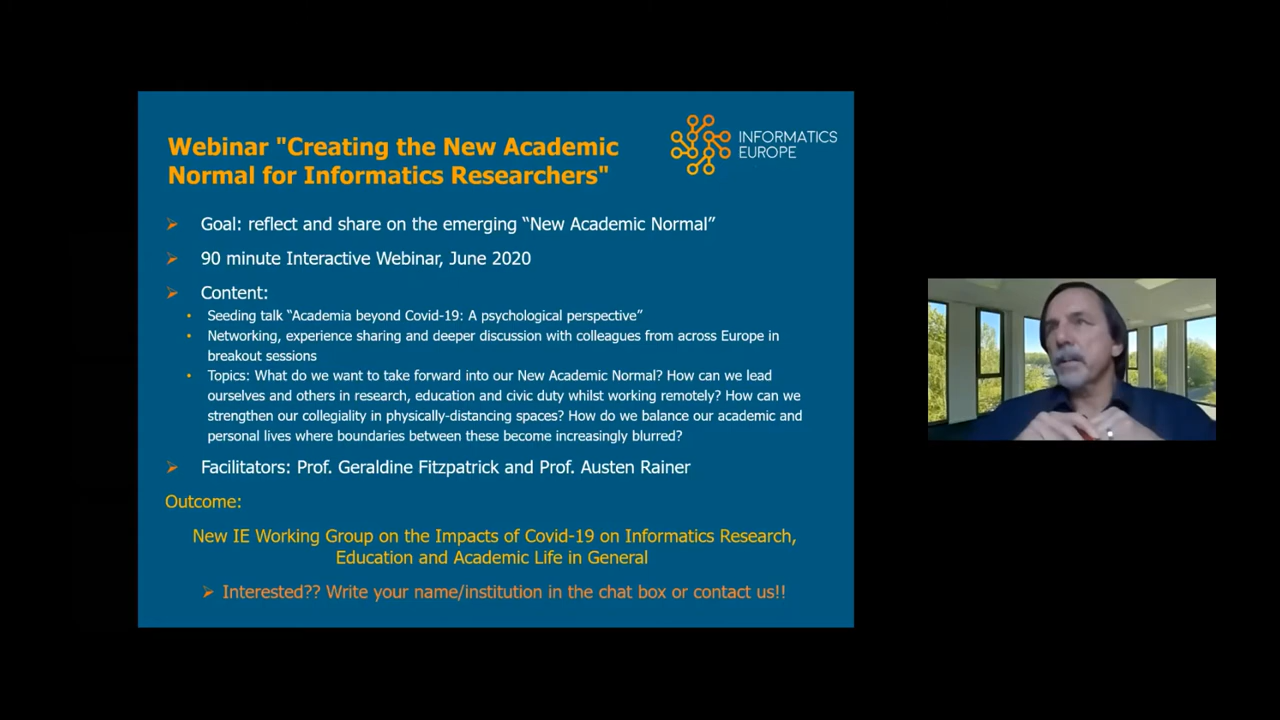 Webinar "Creating the New Academic
Normal for Informatics Researchers"
INFORMATICS
EUROPE
Goal: reflect and share on the emerging “New Academic Normal”
90 minute Interactive Webinar, June 2020
Content:
Seeding talk “Academia beyond Covid-19: A psychological perspective”
Networking, experience sharing and deeper discussion with colleagues from across Europe in
breakout sessions
Topics: What do we want to take forward into our New Academic Normal? How can we lead
ourselves and others in research, education and civic duty whilst working remotely? How can we
strengthen our collegiality in physically-distancing spaces? How do we balance our academic and
personal lives where boundaries between these become increasingly blurred?
Facilitators: Prof. Geraldine Fitzpatrick and Prof. Austen Rainer
Outcome:
New IE Working Group on the Impacts of Covid-19 on Informatics Research,
Education and Academic Life in General
Interested?? Write your name/institution in the chat box or contact us!!